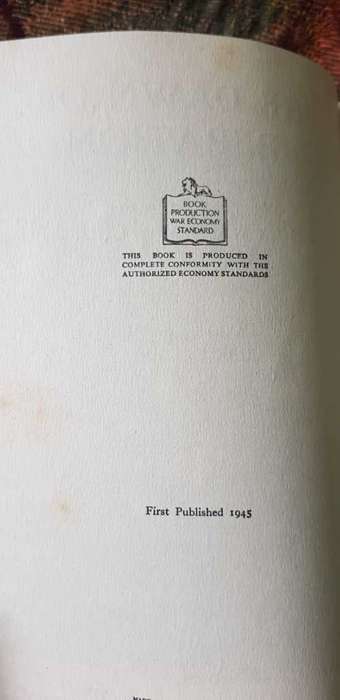 BOOK
PRODUCTION
WAR ECONOMY
STANDARD
THIS BOOK IS PRODUCED IN
COMPLETE CONFORMITY WITH THE
AUTHORIZED ECONOMY STANDARDS
First Published 1945